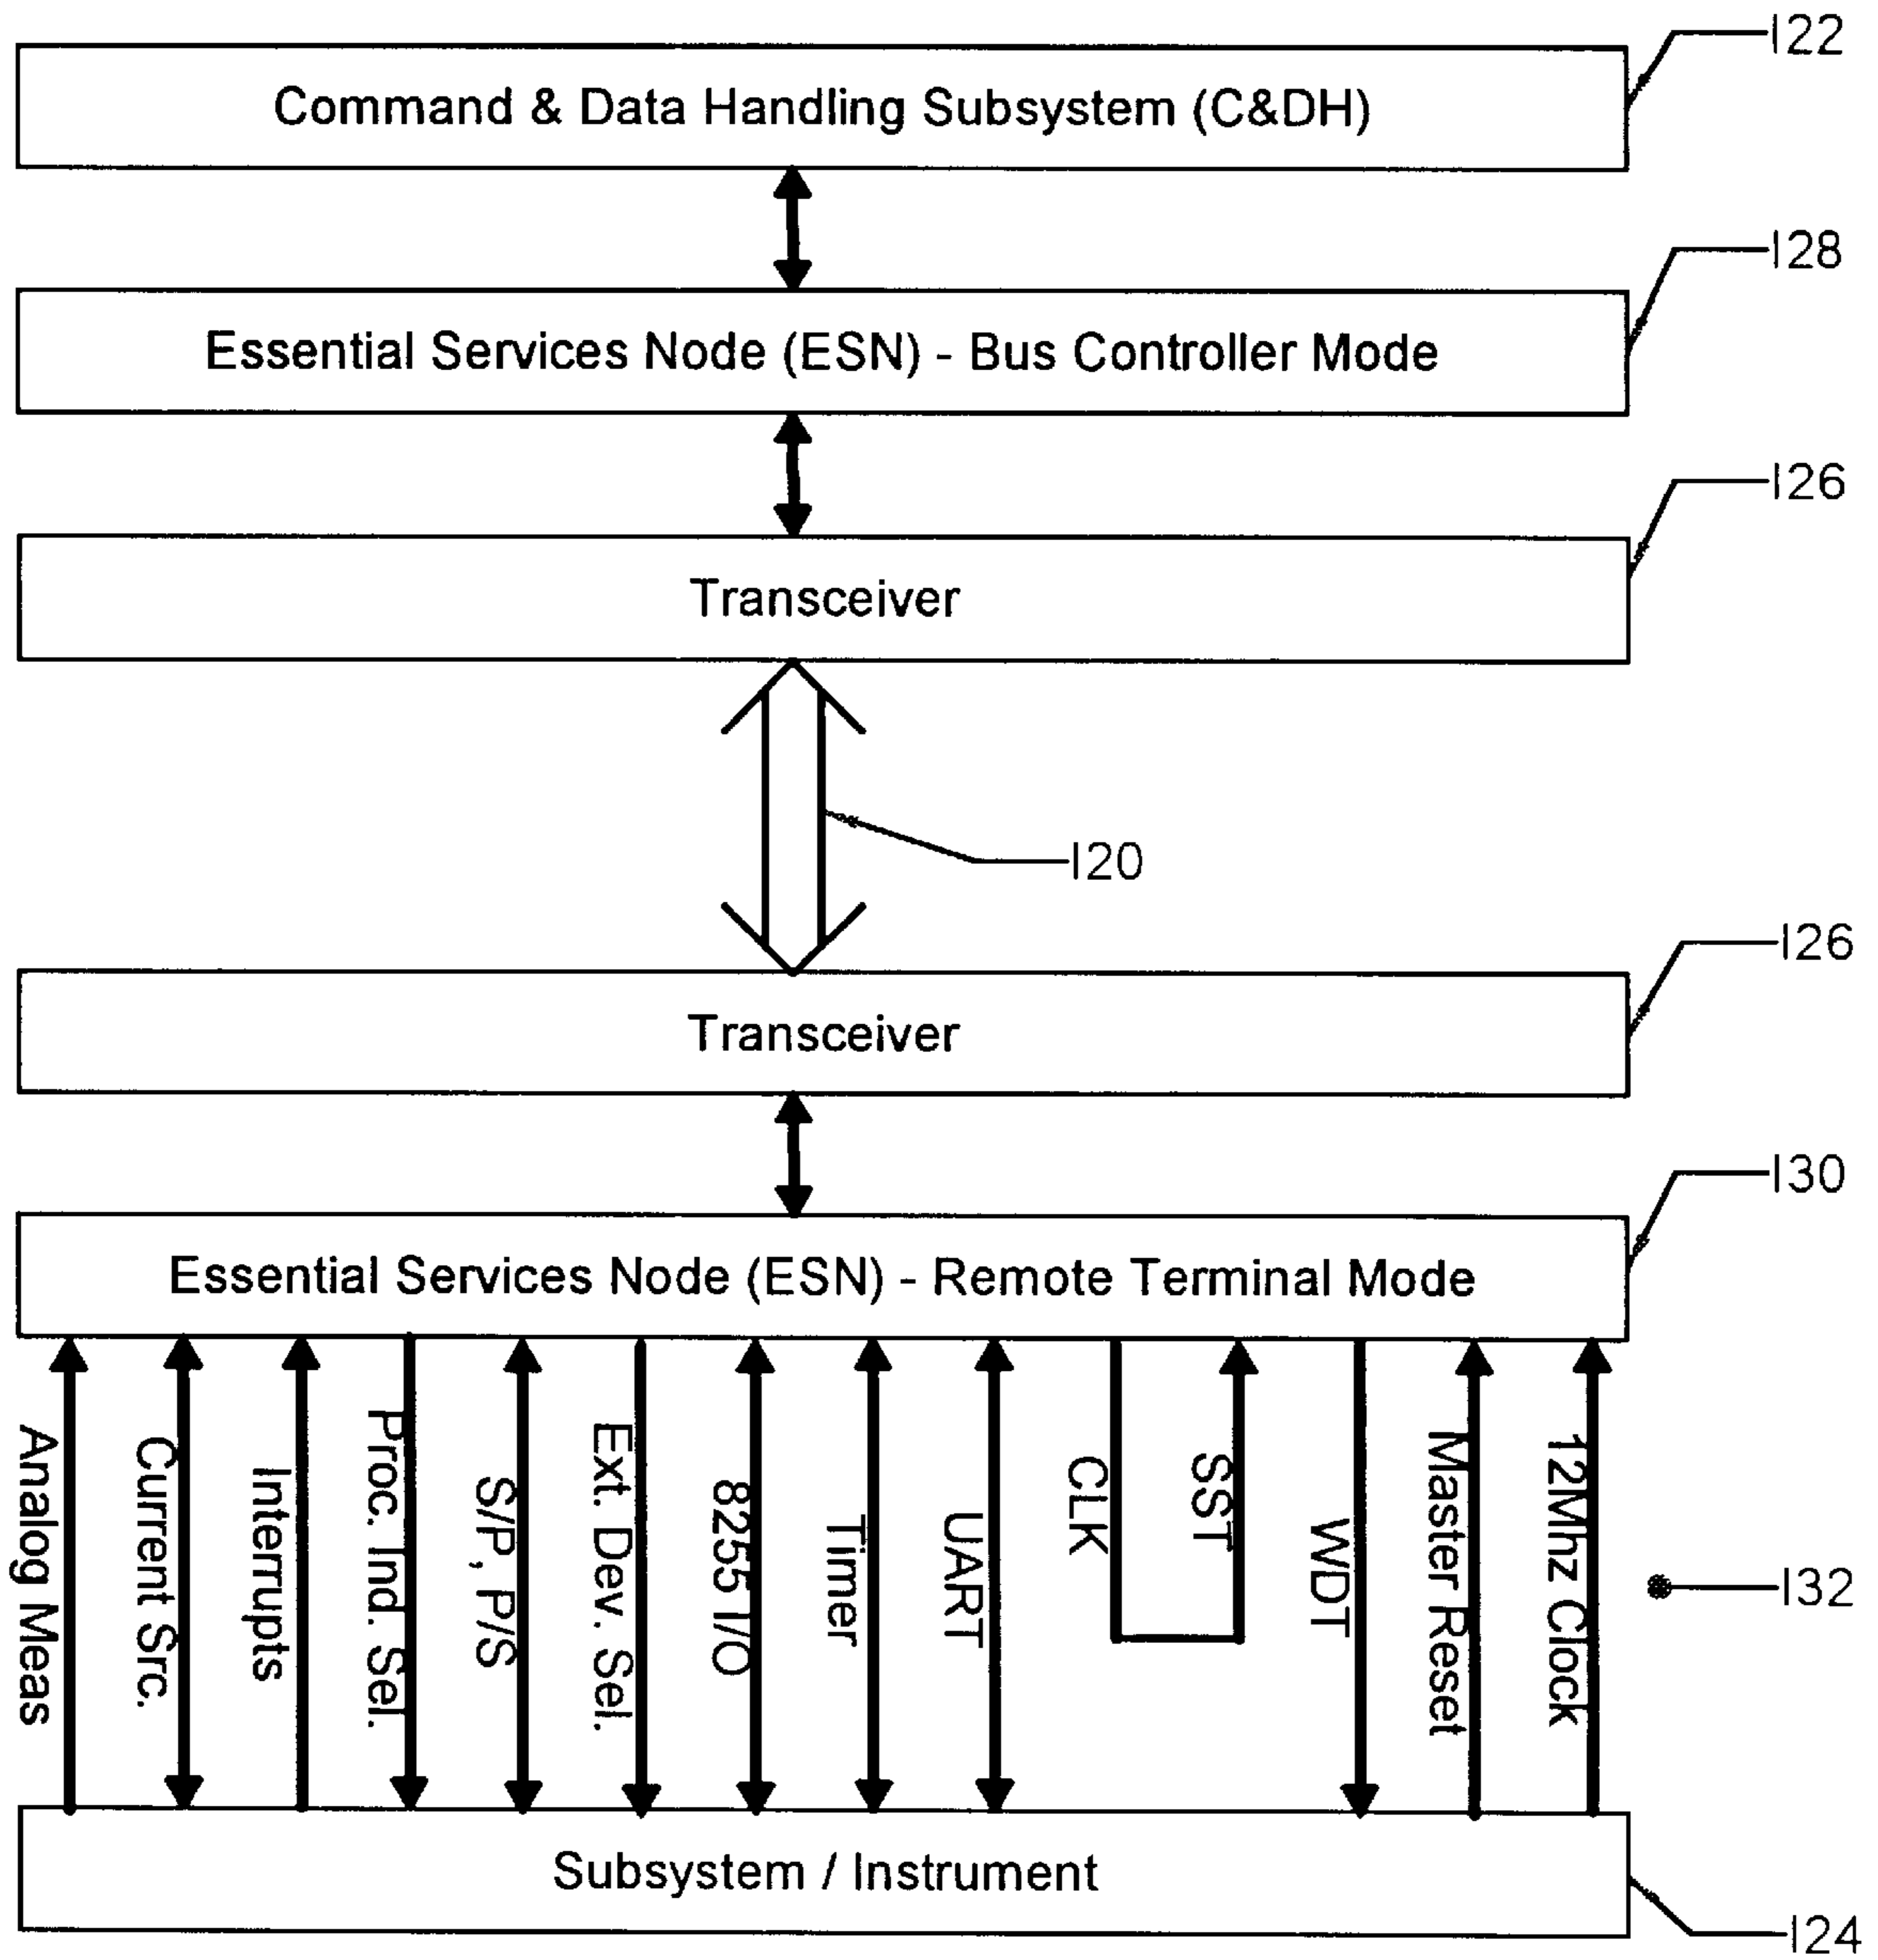 122
Command & Data Handling Subsystem (C&DH)
128
Essential Services Node (ESN) - Bus Controller Mode
126
Transceiver
120
126
Transceiver
130
Essential Services Node (ESN) - Remote Terminal Mode
Analog Meas
Current Src.
Interrupts
Proc. Ind. Sel.
S/P, P/S
Ext. Dev. Sel.
8255 I/O
Timer
UART
CLK
SST
WDT
Master Reset
12Mhz Clock
132
Subsystem / Instrument
124